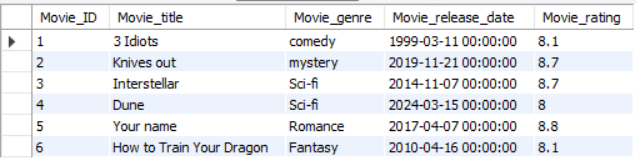 Movie_ID Movie_title Movie_genre Movie_release_date Movie_rating
1 3 Idiots comedy 1999-03-11 00:00:00 8.1
2 Knives out mystery 2019-11-21 00:00:00 8.7
3 Interstellar Sci-fi 2014-11-07 00:00:00 8.7
4 Dune Sci-fi 2024-03-15 00:00:00 8
5 Your name Romance 2017-04-07 00:00:00 8.8
6 How to Train Your Dragon Fantasy 2010-04-16 00:00:00 8.1